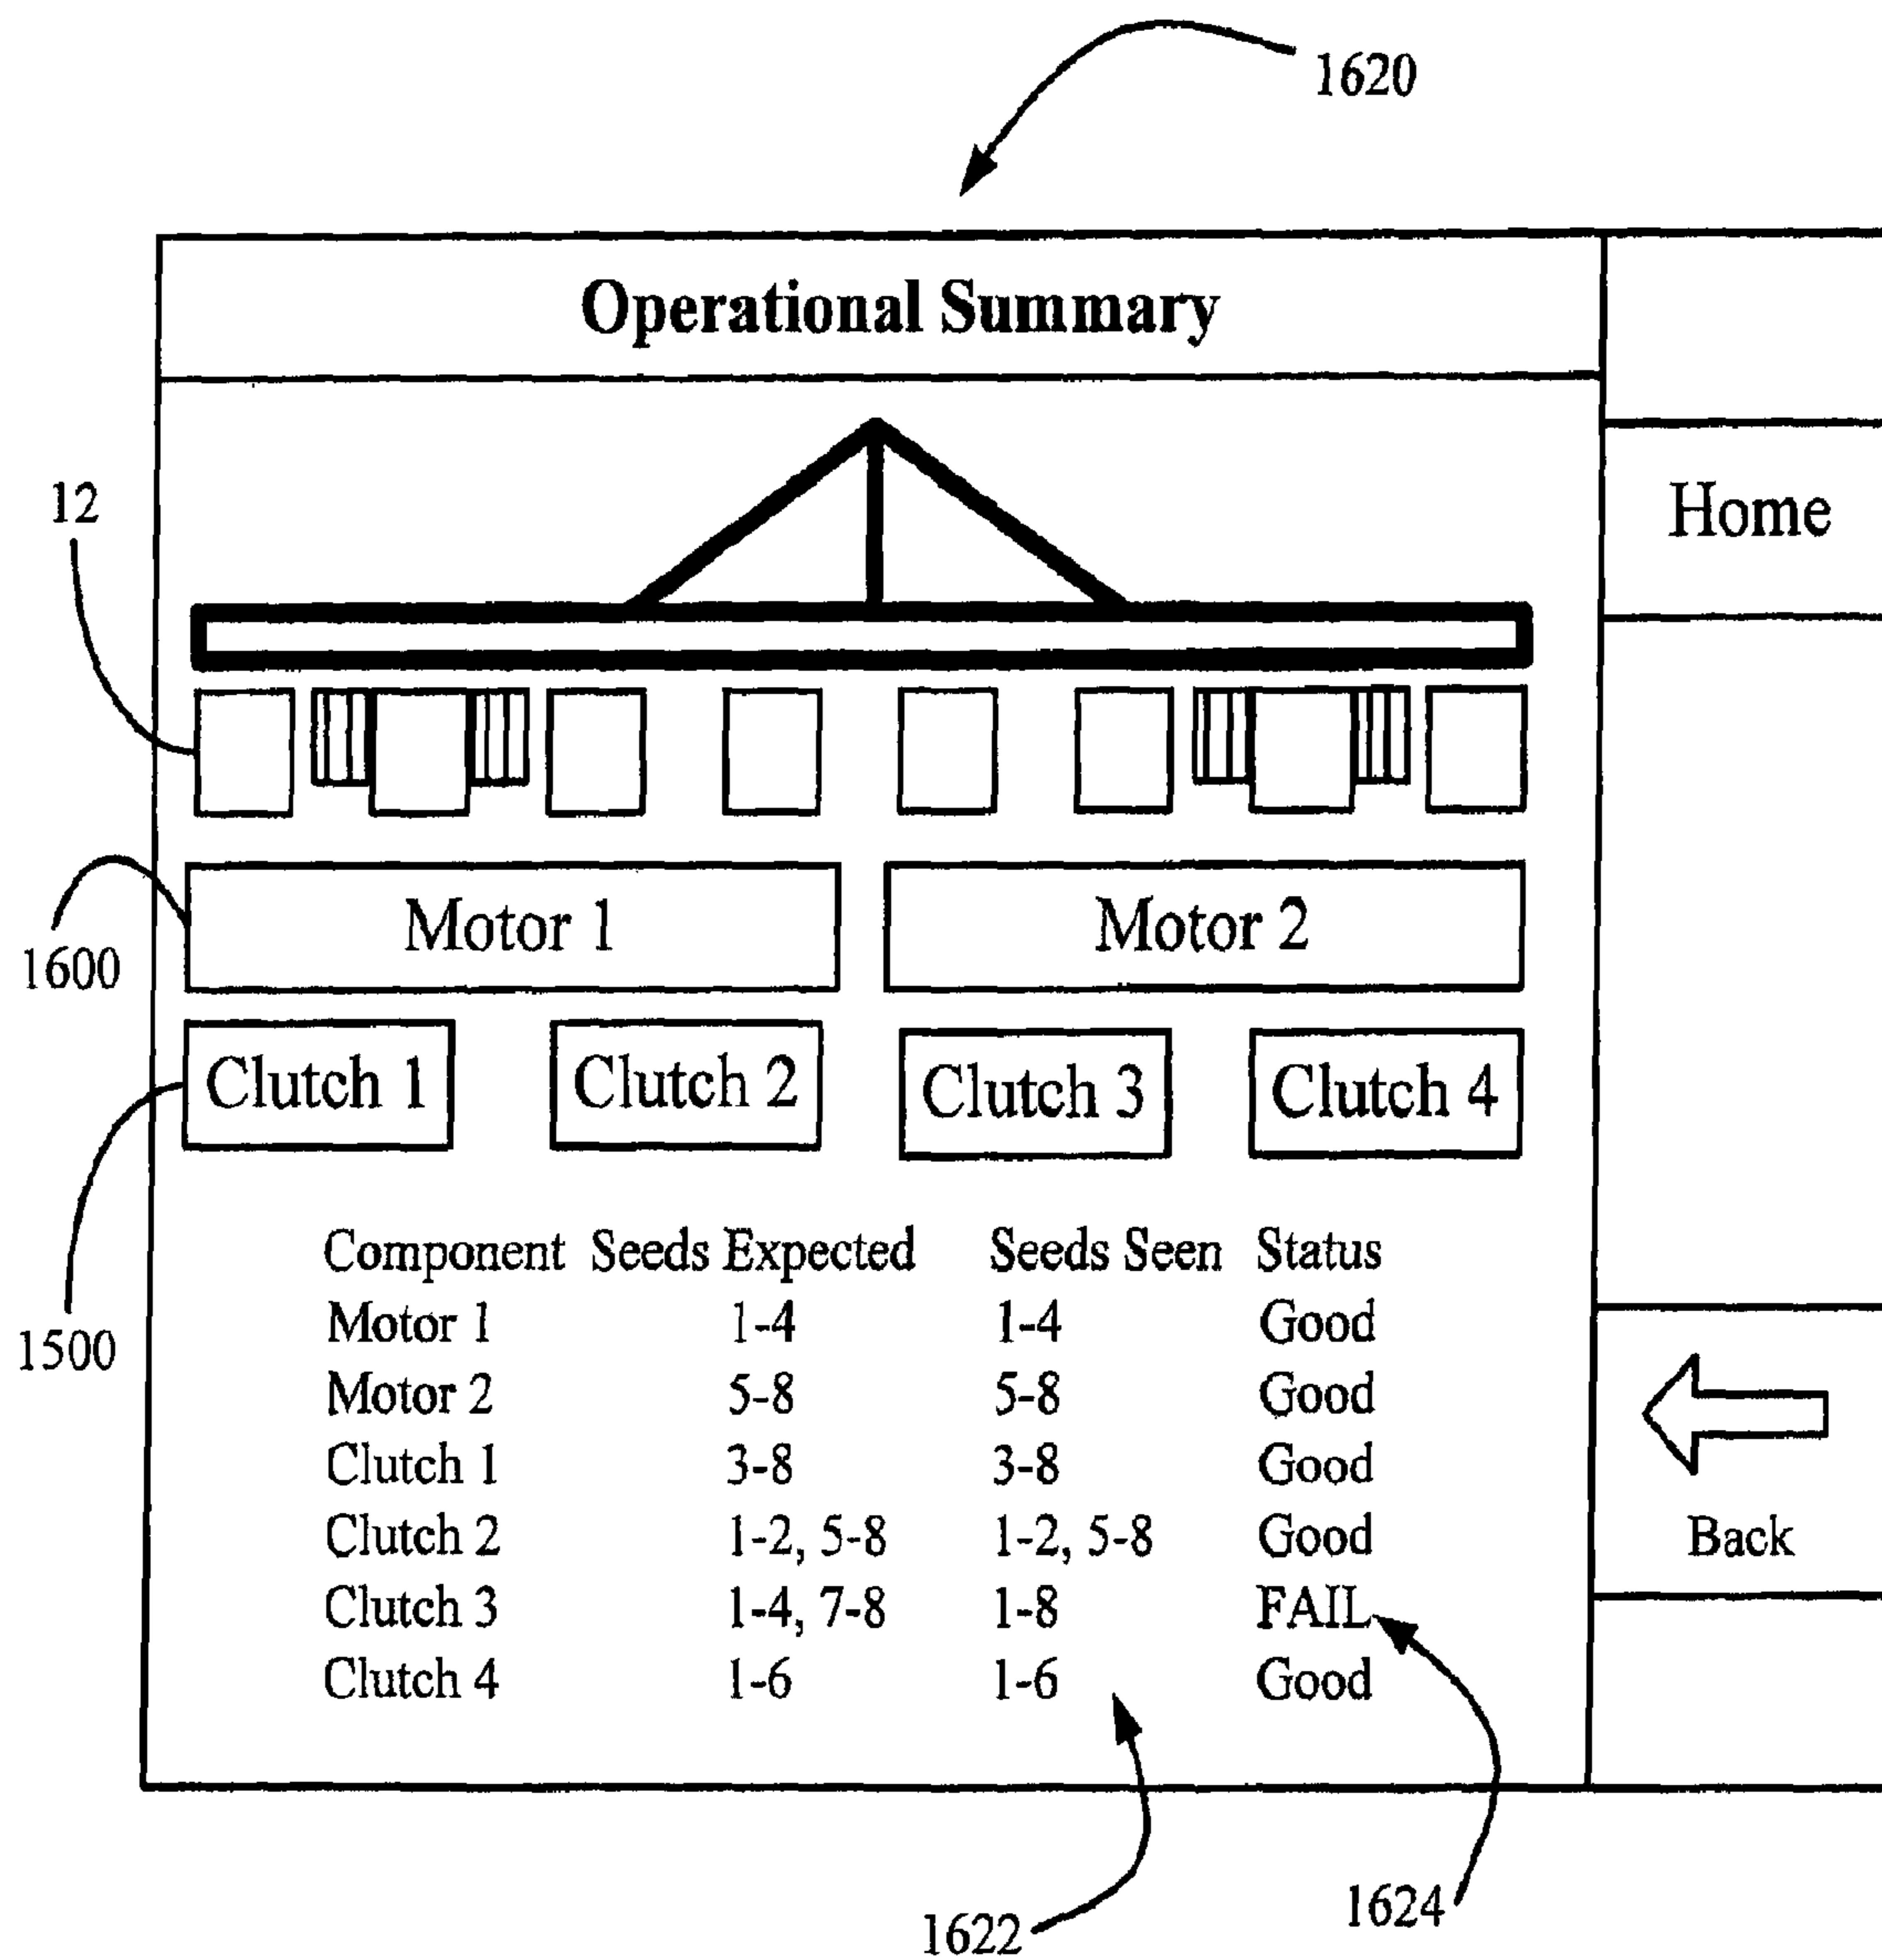 1620
Operational Summary
12
Home
Motor 1
Motor 2
1600
Clutch 1
Clutch 2
Clutch 3
Clutch 4
1500
Component Seeds Expected Seeds Seen Status
Motor 1 1-4 1-4 Good
Motor 2 5-8 5-8 Good
Clutch 1 3-8 3-8 Good
Clutch 2 1-2, 5-8 1-2, 5-8 Good
Clutch 3 1-4, 7-8 1-8 FAIL
Clutch 4 1-6 1-6 Good
Back
1622
1624